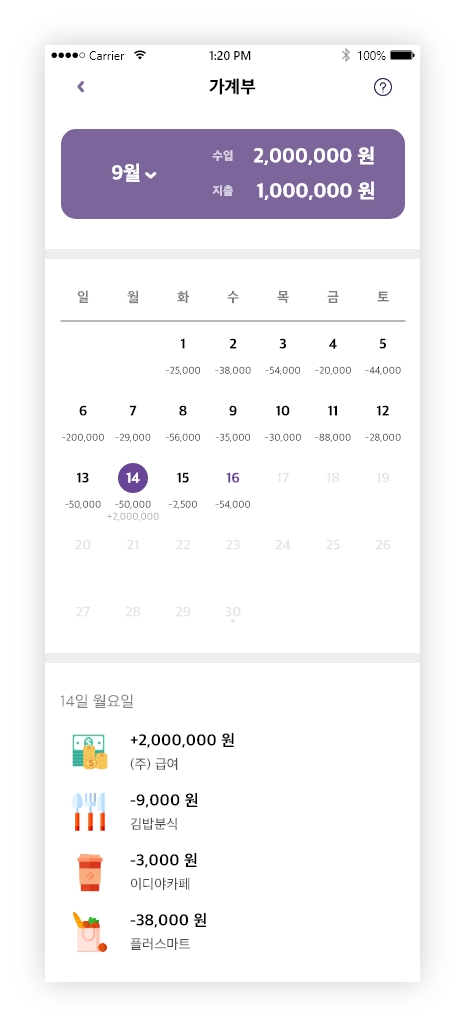 Carrier 1:20 PM 100%
가계부 ?
9월
수입 2,000,000 원
지출 1,000,000 원
일 월 화 수 목 금 토
1 2 3 4 5
-25,000 -38,000 -54,000 -20,000 -44,000
6 7 8 9 10 11 12
-200,000 -29,000 -56,000 -35,000 -30,000 -88,000 -28,000
13 14 15 16 17 18 19
-50,000 -50,000 -2,500 -54,000
+2,000,000
20 21 22 23 24 25 26
27 28 29 30
14일 월요일
+2,000,000 원
(주) 급여
-9,000 원
김밥분식
-3,000 원
이디야카페
-38,000 원
플러스마트